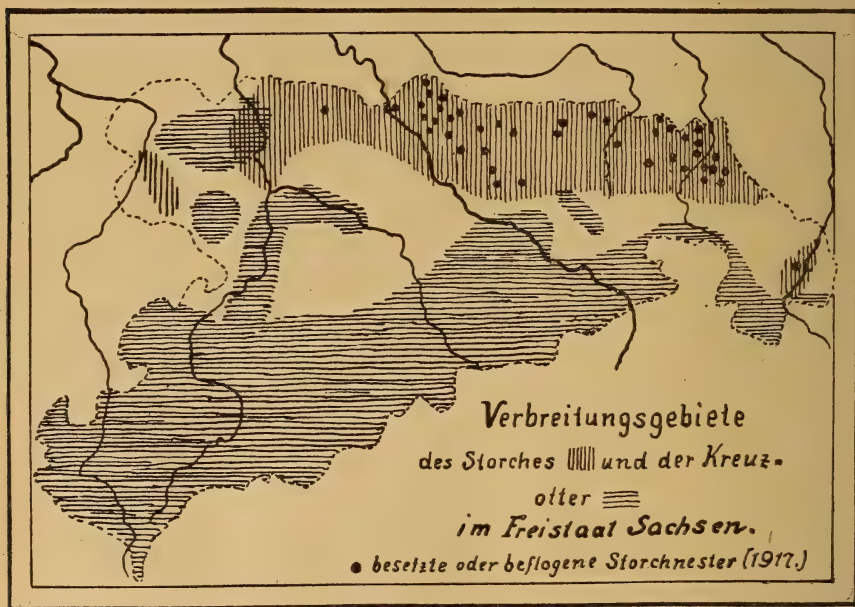 Verbreitungsgebiete
des Storches und der Kreuz-
otter
im Freistaat Sachsen.
besetzte oder beflogene Storchnester (1917.)